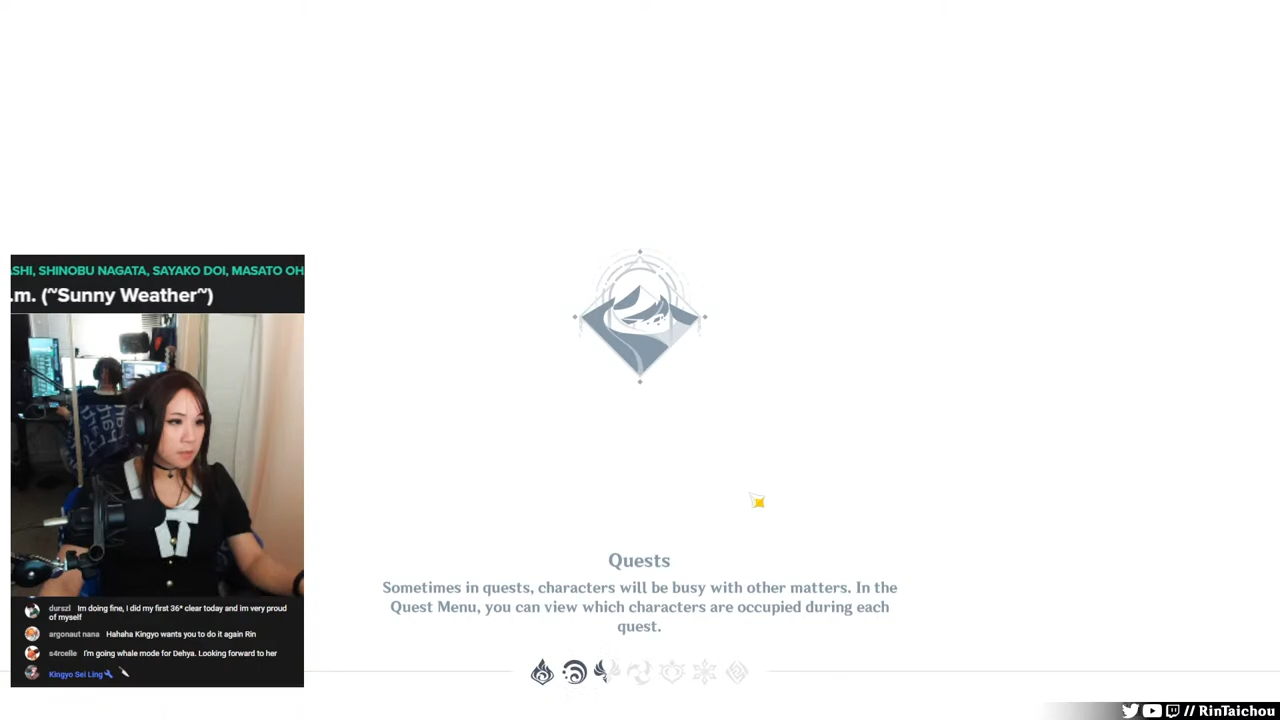 ASHI, SHINOBU NAGATA, SAYAKO DOI, MASATO OH
.m. (~Sunny Weather~)
durszl Im doing fine, I did my first 36* clear today and im very proud
of myself
argonaut nana Hahaha Kingyo wants you to do it again Rin
s4rcelle I'm going whale mode for Dehya. Looking forward to her
Kingyo Sei Ling
Quests
Sometimes in quests, characters will be busy with other matters. In the
Quest Menu, you can view which characters are occupied during each
quest.
// RinTaichou